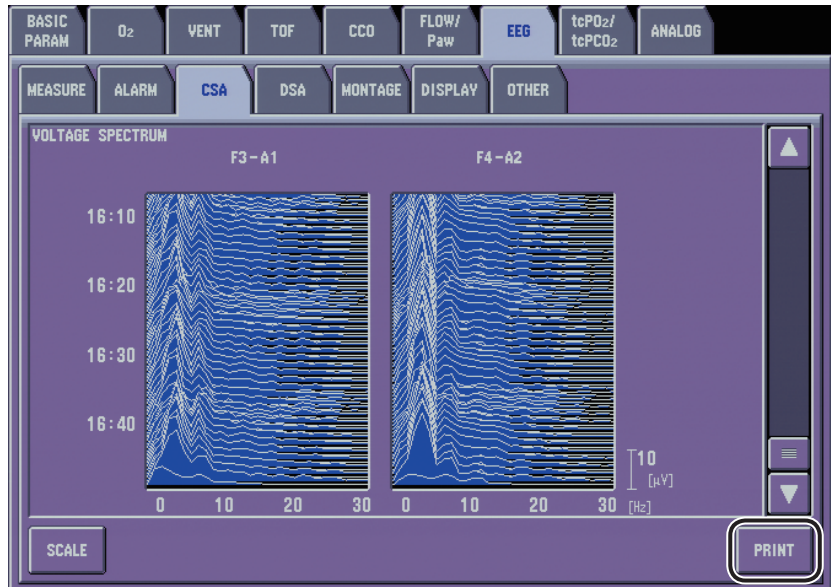 BASIC PARAM O₂ VENT TOF CCO FLOW/ Paw EEG tcPO₂/ tcPCO₂ ANALOG
MEASURE ALARM CSA DSA MONTAGE DISPLAY OTHER
VOLTAGE SPECTRUM
F3-A1 F4-A2
16:10
16:20
16:30
16:40
10
[µV]
0 10 20 30 0 10 20 30 [Hz]
SCALE PRINT